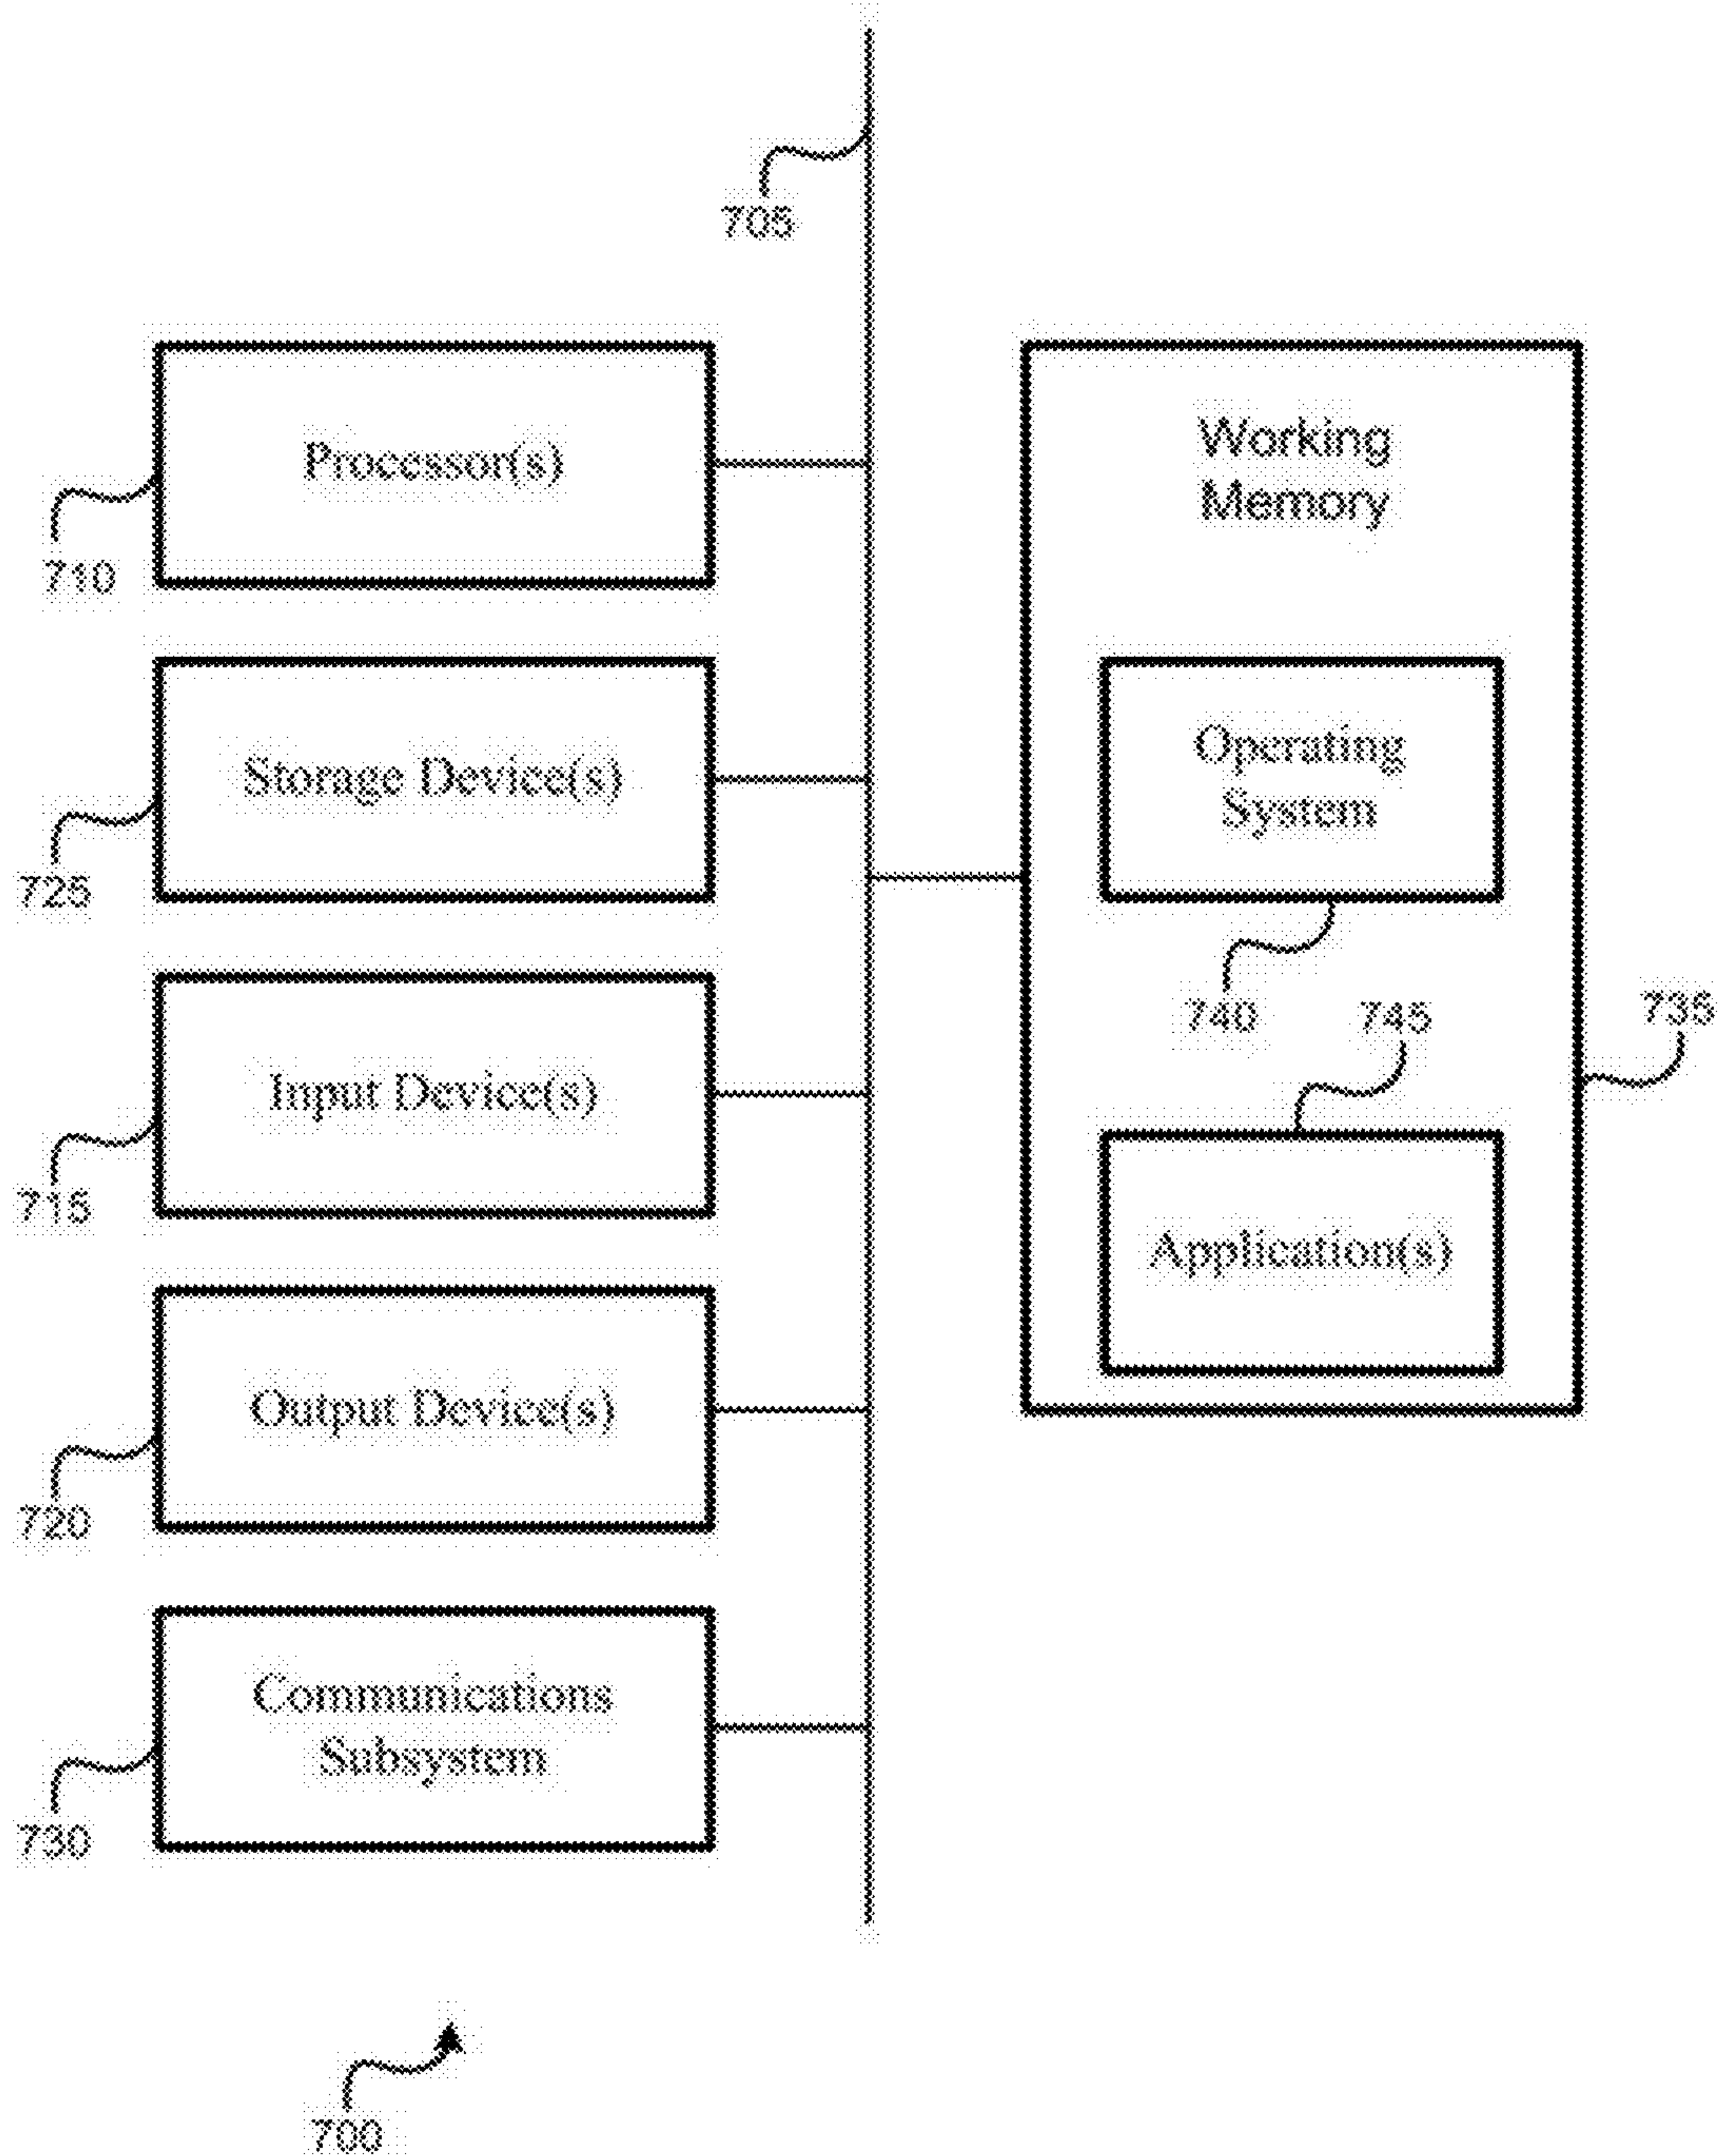 705
Processor(s)
710
Storage Device(s)
725
Input Device(s)
715
Output Device(s)
720
Communications
Subsystem
730
Working
Memory
Operating
System
740
745
735
Application(s)
700